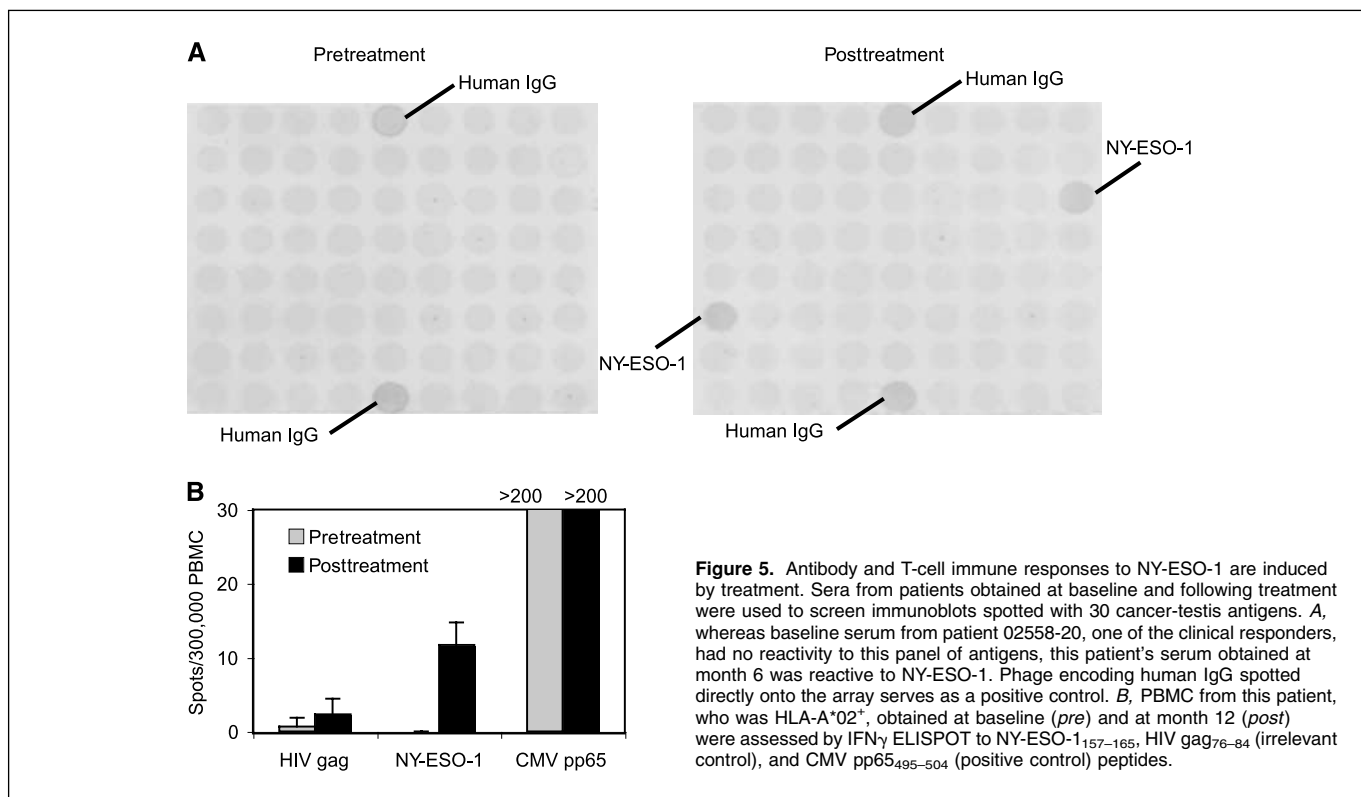 A
Pretreatment
Human IgG
Human IgG
Posttreatment
Human IgG
NY-ESO-1
NY-ESO-1
Human IgG
B
>200 >200
30
20
10
0
Spots/300,000 PBMC
Pretreatment
Posttreatment
HIV gag NY-ESO-1 CMV pp65
Figure 5. Antibody and T-cell immune responses to NY-ESO-1 are induced
by treatment. Sera from patients obtained at baseline and following treatment
were used to screen immunoblots spotted with 30 cancer-testis antigens. A,
whereas baseline serum from patient 02558-20, one of the clinical responders,
had no reactivity to this panel of antigens, this patient's serum obtained at
month 6 was reactive to NY-ESO-1. Phage encoding human IgG spotted
directly onto the array serves as a positive control. B, PBMC from this patient,
who was HLA-A*02+, obtained at baseline (pre) and at month 12 (post)
were assessed by IFNγ ELISPOT to NY-ESO-1157–165, HIV gag76–84 (irrelevant
control), and CMV pp65495–504 (positive control) peptides.